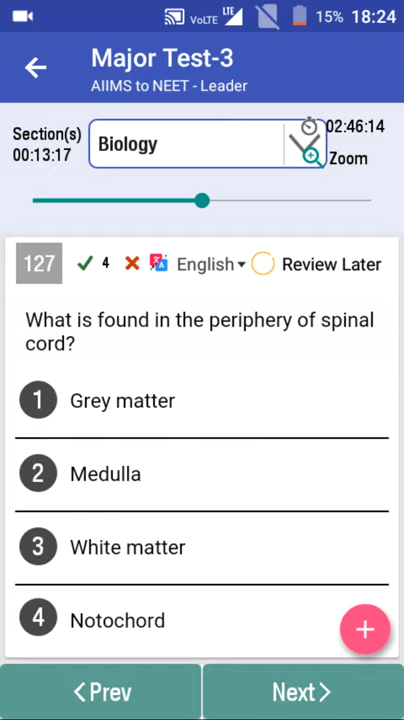 VoLTE LTE 15% 18:24
Major Test-3
AIIMS to NEET - Leader
Section(s)
00:13:17
Biology
02:46:14
Zoom
127 4 English Review Later
What is found in the periphery of spinal
cord?
1 Grey matter
2 Medulla
3 White matter
4 Notochord
+
<Prev Next>